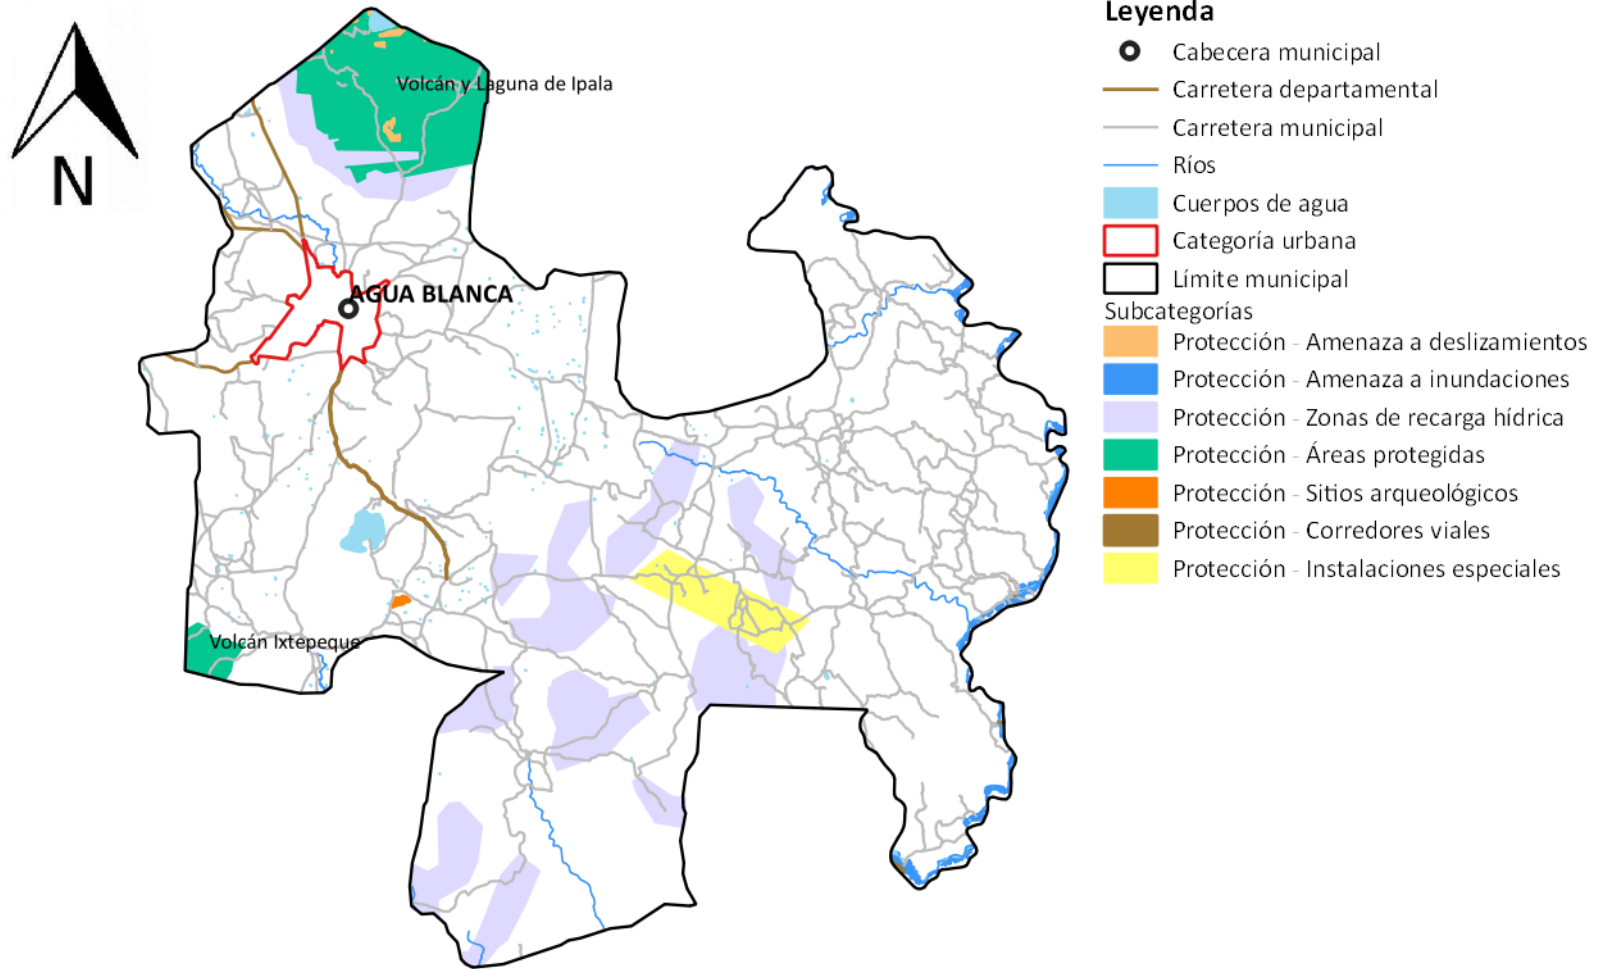 N
Volcán y Laguna de Ipala
AGUA BLANCA
Volcán Ixtepeque
Leyenda
Cabecera municipal
Carretera departamental
Carretera municipal
Ríos
Cuerpos de agua
Categoría urbana
Límite municipal
Subcategorías
Protección - Amenaza a deslizamientos
Protección - Amenaza a inundaciones
Protección - Zonas de recarga hídrica
Protección - Áreas protegidas
Protección - Sitios arqueológicos
Protección - Corredores viales
Protección - Instalaciones especiales